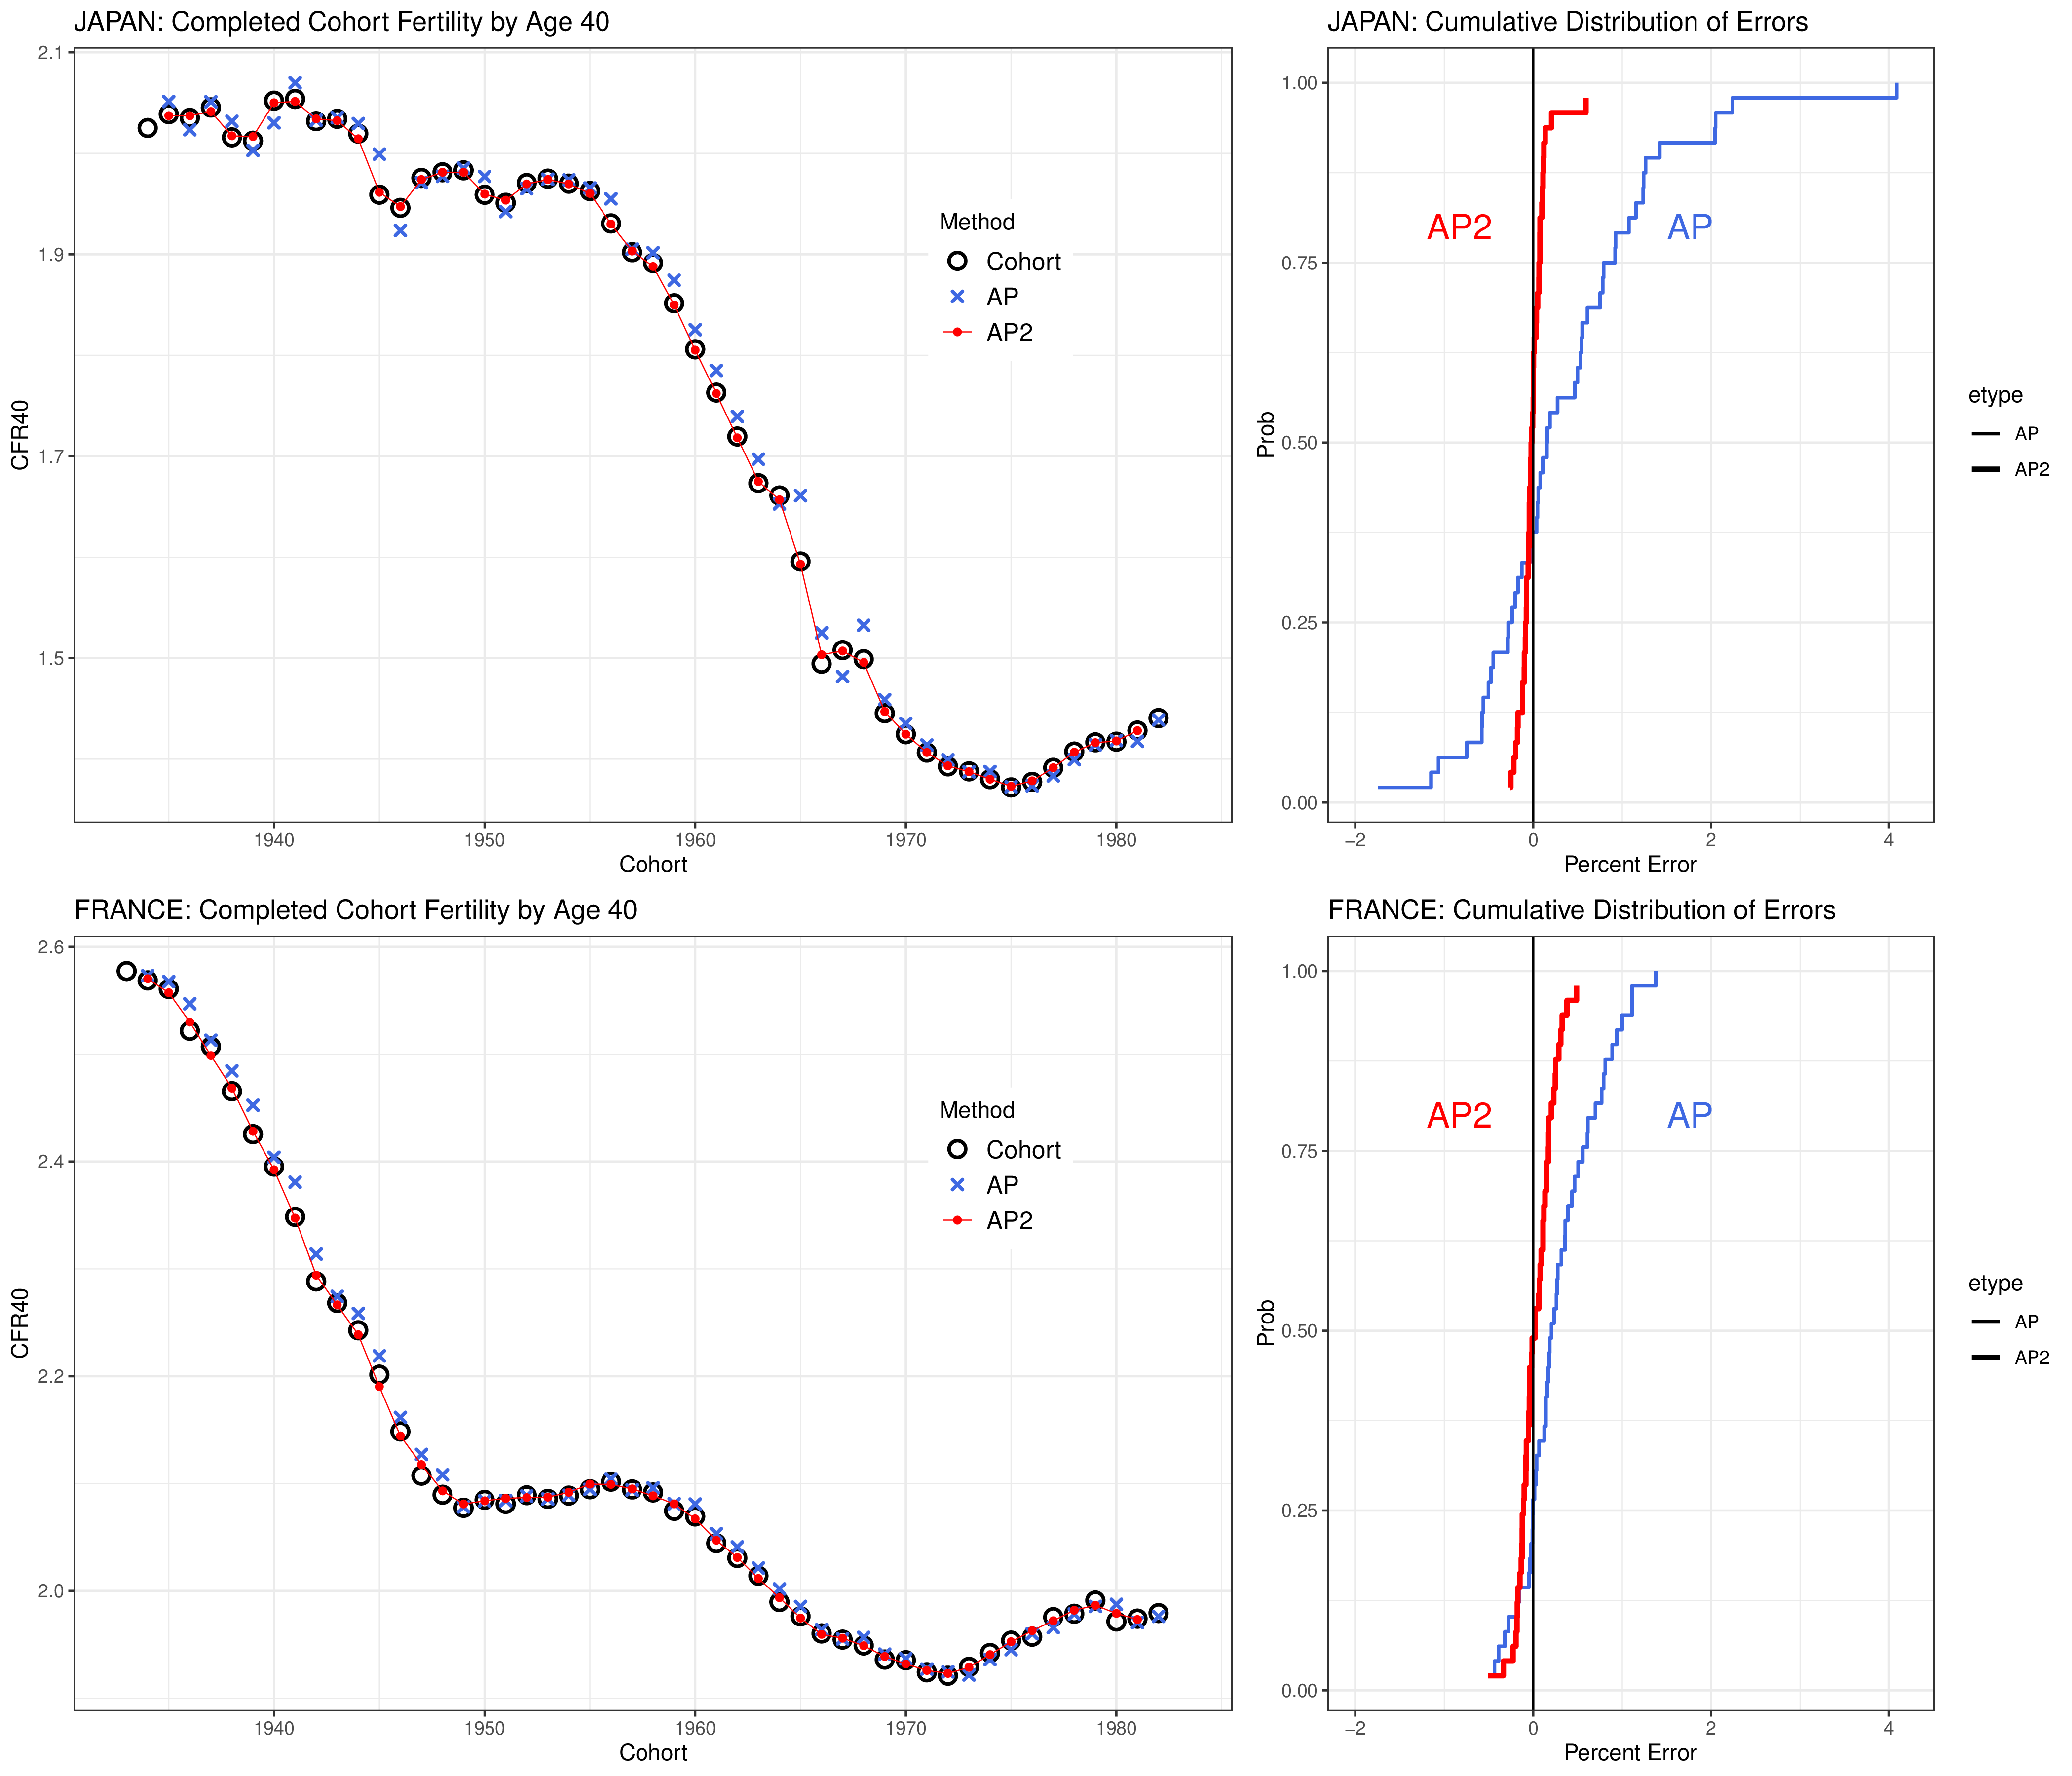 JAPAN: Completed Cohort Fertility by Age 40
2.1
1.9
1.7
1.5
CFR40
Method
Cohort
AP
AP2
1940 1950 1960 1970 1980
Cohort
JAPAN: Cumulative Distribution of Errors
1.00
0.75
0.50
0.25
0.00
Prob
AP2 AP
−2 0 2 4
Percent Error
etype
AP
AP2
FRANCE: Completed Cohort Fertility by Age 40
2.6
2.4
2.2
2.0
CFR40
Method
Cohort
AP
AP2
1940 1950 1960 1970 1980
Cohort
FRANCE: Cumulative Distribution of Errors
1.00
0.75
0.50
0.25
0.00
Prob
AP2 AP
−2 0 2 4
Percent Error
etype
AP
AP2